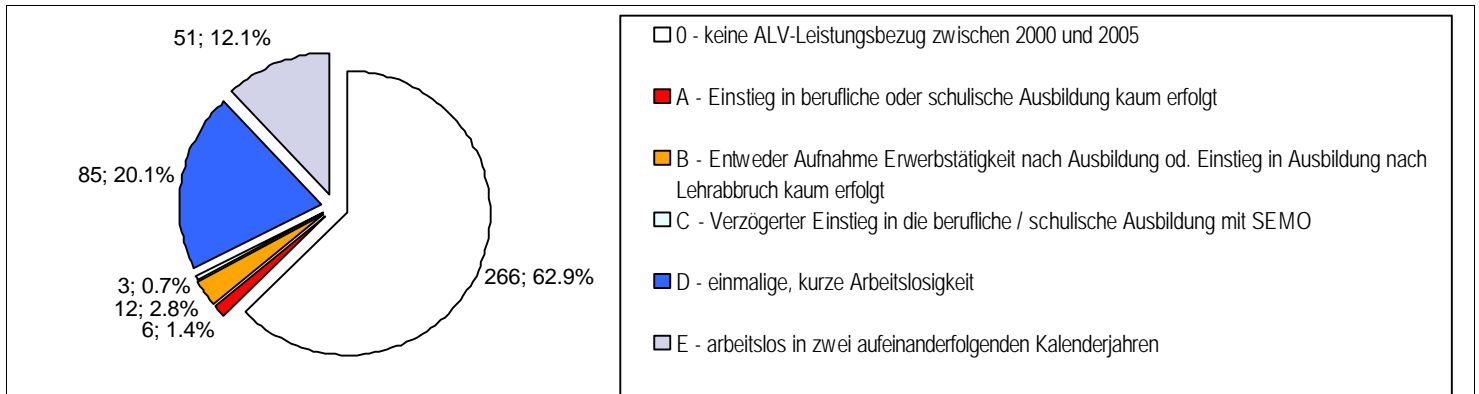 51; 12.1%
85; 20.1%
3; 0.7%
12; 2.8%
6; 1.4%
266; 62.9%
0 - keine ALV-Leistungsbezug zwischen 2000 und 2005
A - Einstieg in berufliche oder schulische Ausbildung kaum erfolgt
B - Entweder Aufnahme Erwerbstätigkeit nach Ausbildung od. Einstieg in Ausbildung nach
Lehrabbruch kaum erfolgt
C - Verzögerter Einstieg in die berufliche / schulische Ausbildung mit SEMO
D - einmalige, kurze Arbeitslosigkeit
E - arbeitslos in zwei aufeinanderfolgenden Kalenderjahren